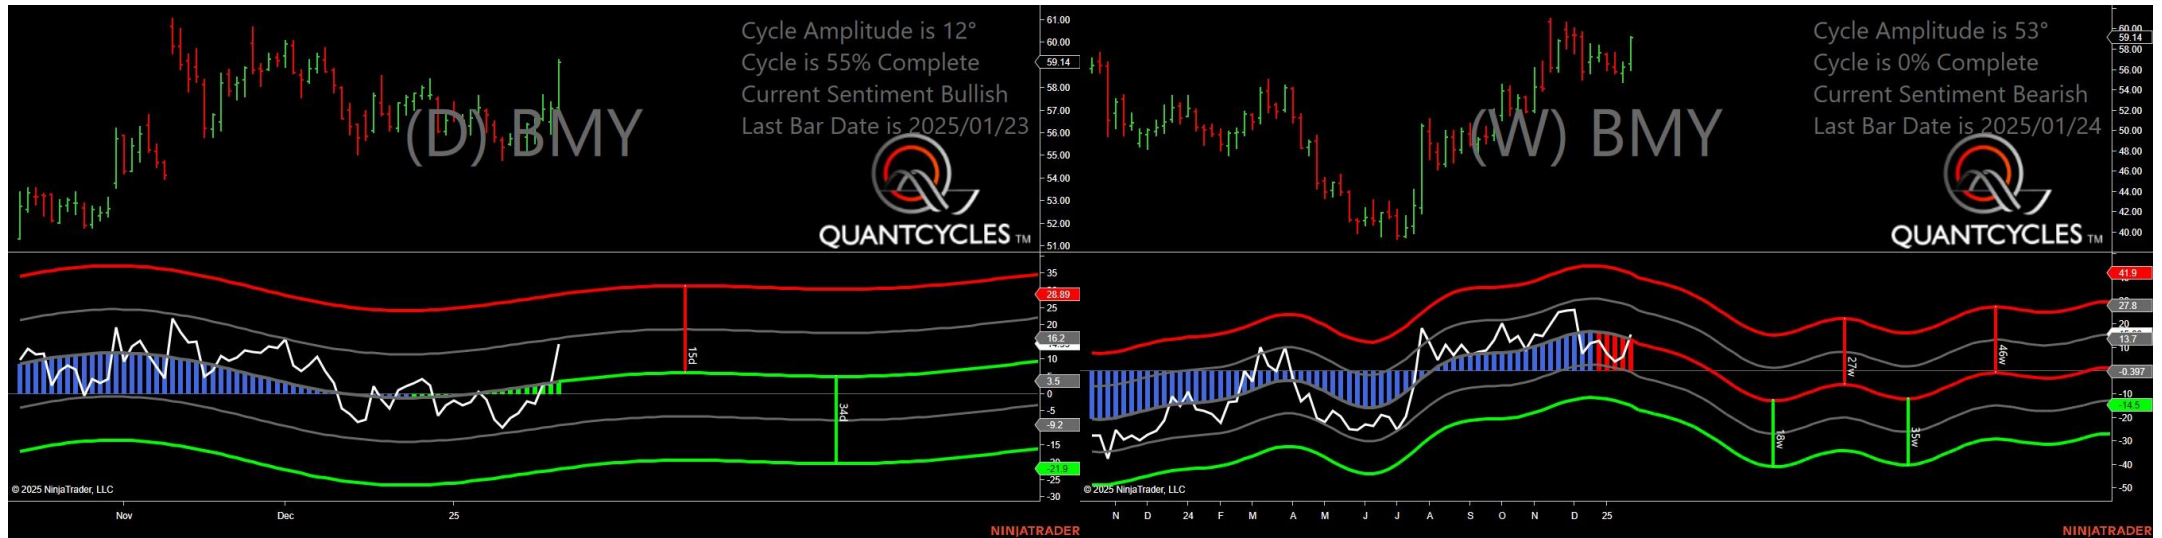 Cycle Amplitude is 12°
Cycle is 55% Complete
Current Sentiment Bullish
Last Bar Date is 2025/01/23
(D) BMY
QUANTCYCLES TM
61.00
60.00
59.14
58.00
57.00
56.00
55.00
54.00
53.00
52.00
51.00
35
28.89
25
20
16.2
10
3.5
0
-5
-9.2
-15
-21.9
-25
-30
15d
34d
© 2025 NinjaTrader, LLC
Nov
Dec
25
NINJATRADER
Cycle Amplitude is 53°
Cycle is 0% Complete
Current Sentiment Bearish
Last Bar Date is 2025/01/24
(W) BMY
QUANTCYCLES TM
60.00
59.14
58.00
56.00
54.00
52.00
50.00
48.00
46.00
44.00
42.00
40.00
41.9
27.8
20
13.7
-0.397
-10
-14.5
-20
-30
-40
-50
18w
27w
35w
46w
© 2025 NinjaTrader, LLC
N D 24 F M A M J J A S O N D 25
NINJATRADER